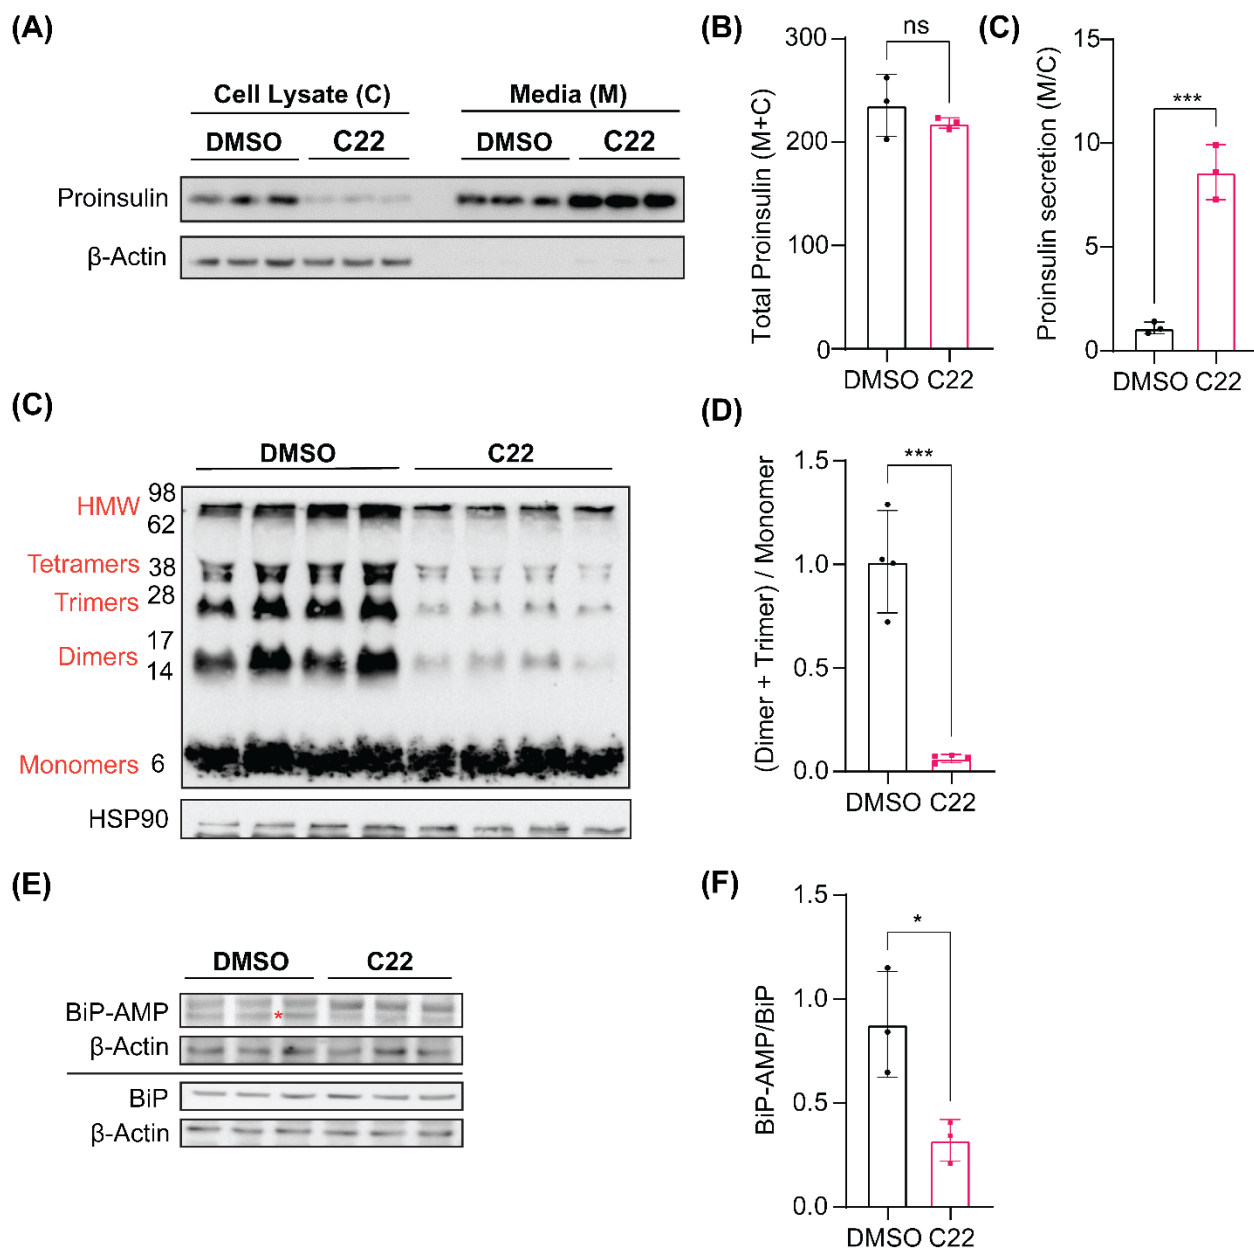 (A)
Cell Lysate (C) Media (M)
DMSO C22 DMSO C22
Proinsulin
β-Actin
(B)
Total Proinsulin (M+C)
300
200
100
0
ns
DMSO C22
(C)
Proinsulin secretion (M/C)
15
10
5
0
***
DMSO C22
(C)
DMSO C22
HMW 98
62
Tetramers 38
Trimers 28
17
Dimers 14
Monomers 6
HSP90
(D)
(Dimer + Trimer) / Monomer
1.5
1.0
0.5
0.0
***
DMSO C22
(E)
DMSO C22
BiP-AMP *
β-Actin
BiP
β-Actin
(F)
BiP-AMP/BiP
1.5
1.0
0.5
0.0
*
DMSO C22